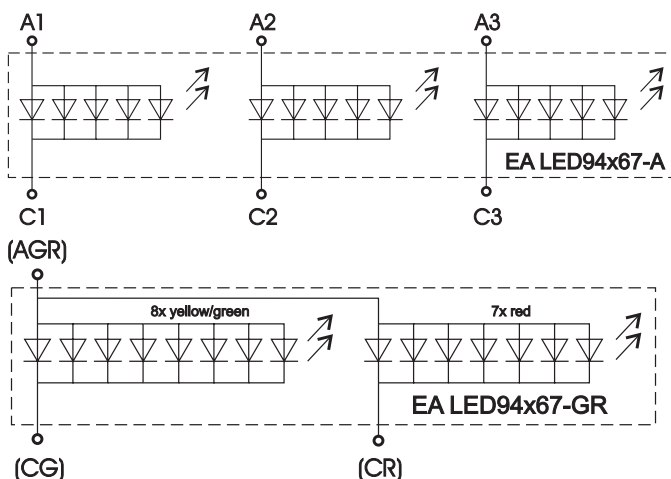 A1 A2 A3
EA LED94x67-A
C1 C2 C3
(AGR)
8x yellow/green 7x red
EA LED94x67-GR
(CG) (CR)